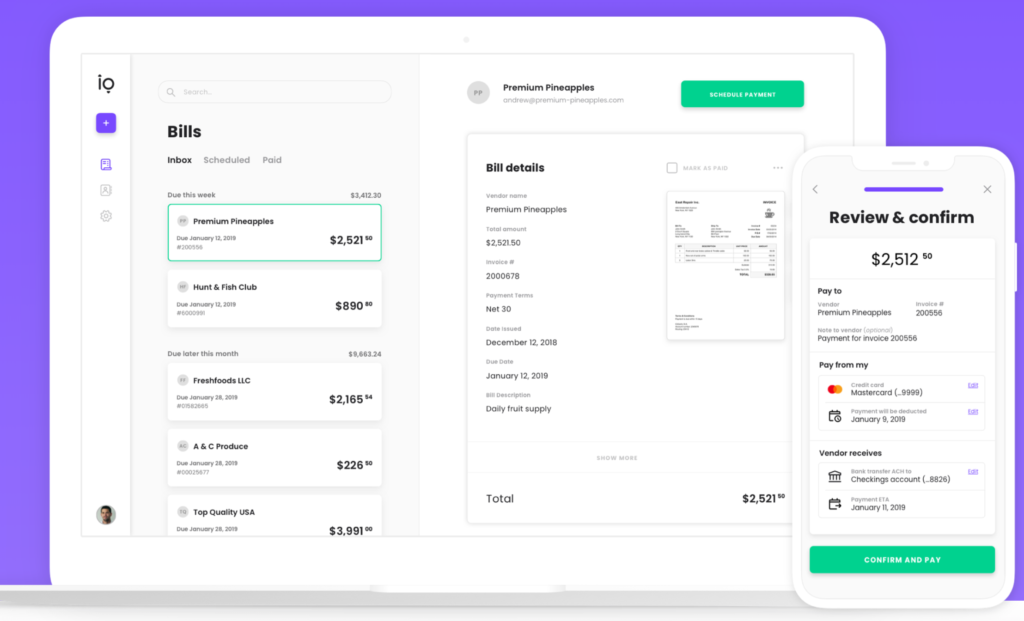 iO
Search...
Bills
Inbox Scheduled Paid
Due this week $3,412.30
PP Premium Pineapples
Due January 12, 2019
#200556
$2,521 50
HF Hunt & Fish Club
Due January 12, 2019
#6000991
$890 80
Due later this month $9,663.24
FF Freshfoods LLC
Due January 28, 2019
#01582665
$2,165 54
A & C Produce
Due January 28, 2019
#00025677
$226 50
TQ Top Quality USA
Due January 28, 2019
$3,991 00
PP
Premium Pineapples
andrew@premium-pineapples.com
SCHEDULE PAYMENT
Bill details
MARK AS PAID
Vendor name
Premium Pineapples
Total amount
$2,521.50
Invoice #
2000678
Payment Terms
Net 30
Date Issued
December 12, 2018
Due Date
January 12, 2019
Bill Description
Daily fruit supply
INVOICE
SHOW MORE
Total $2,521 50
Review & confirm
$2,512 50
Pay to
Vendor Invoice #
Premium Pineapples 200556
Note to vendor (optional)
Payment for invoice 200556
Pay from my
Credit card Edit
Mastercard (...9999)
Payment will be deducted Edit
January 9, 2019
Vendor receives
Bank transfer ACH to Edit
Checkings account (...8826)
Payment ETA
January 11, 2019
CONFIRM AND PAY